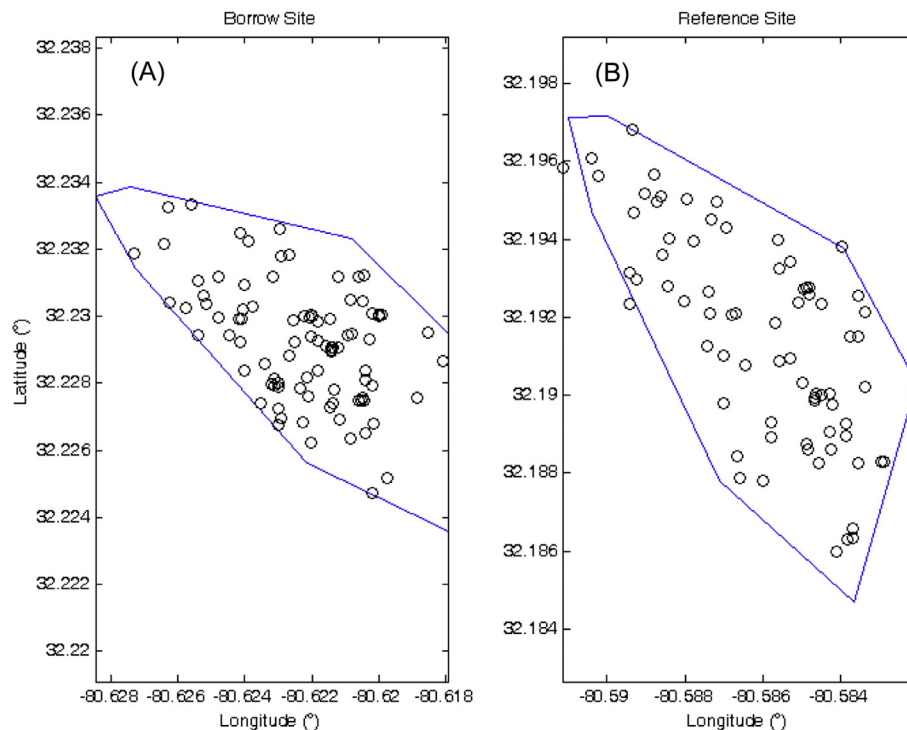 Borrow Site
(A)
32.238
32.236
32.234
32.232
32.23
32.228
32.226
32.224
32.222
32.22
Latitude (°)
-80.628 -80.626 -80.624 -80.622 -80.62 -80.618
Longitude (°)
Reference Site
(B)
32.198
32.196
32.194
32.192
32.19
32.188
32.186
32.184
-80.59 -80.588 -80.586 -80.584
Longitude (°)